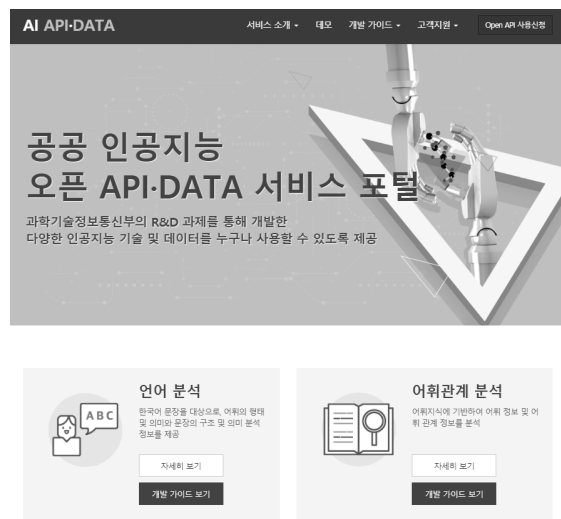 AI API·DATA
서비스 소개 데모 개발 가이드 고객지원 Open API 사용신청
공공 인공지능
오픈 API·DATA 서비스 포털
과학기술정보통신부의 R&D 과제를 통해 개발한
다양한 인공지능 기술 및 데이터를 누구나 사용할 수 있도록 제공
ABC
언어 분석
한국어 문장을 대상으로, 어휘의 형태
및 의미와 문장의 구조 및 의미 분석
정보를 제공
자세히 보기
개발 가이드 보기
어휘관계 분석
어휘지식에 기반하여 어휘 정보 및 어
휘 관계 정보를 분석
자세히 보기
개발 가이드 보기